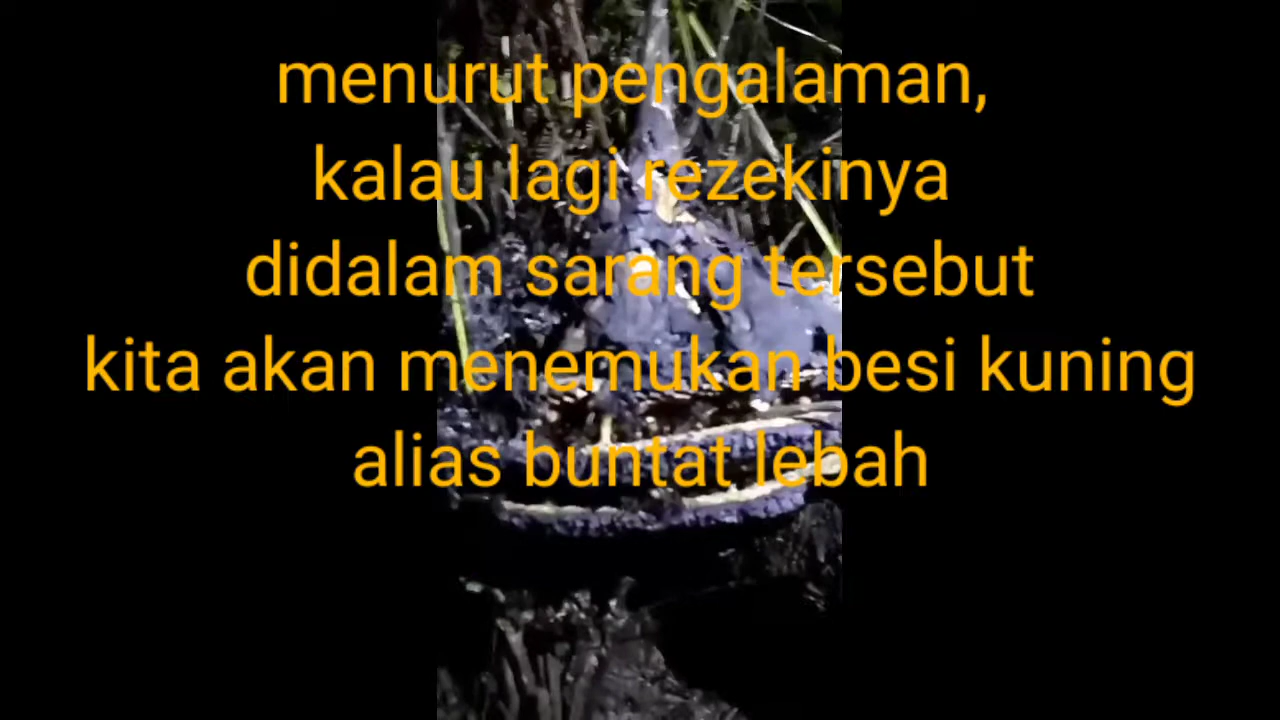 menurut pengalaman,
kalau lagi rezekinya
didalam sarang tersebut
kita akan menemukan besi kuning
alias buntat lebah